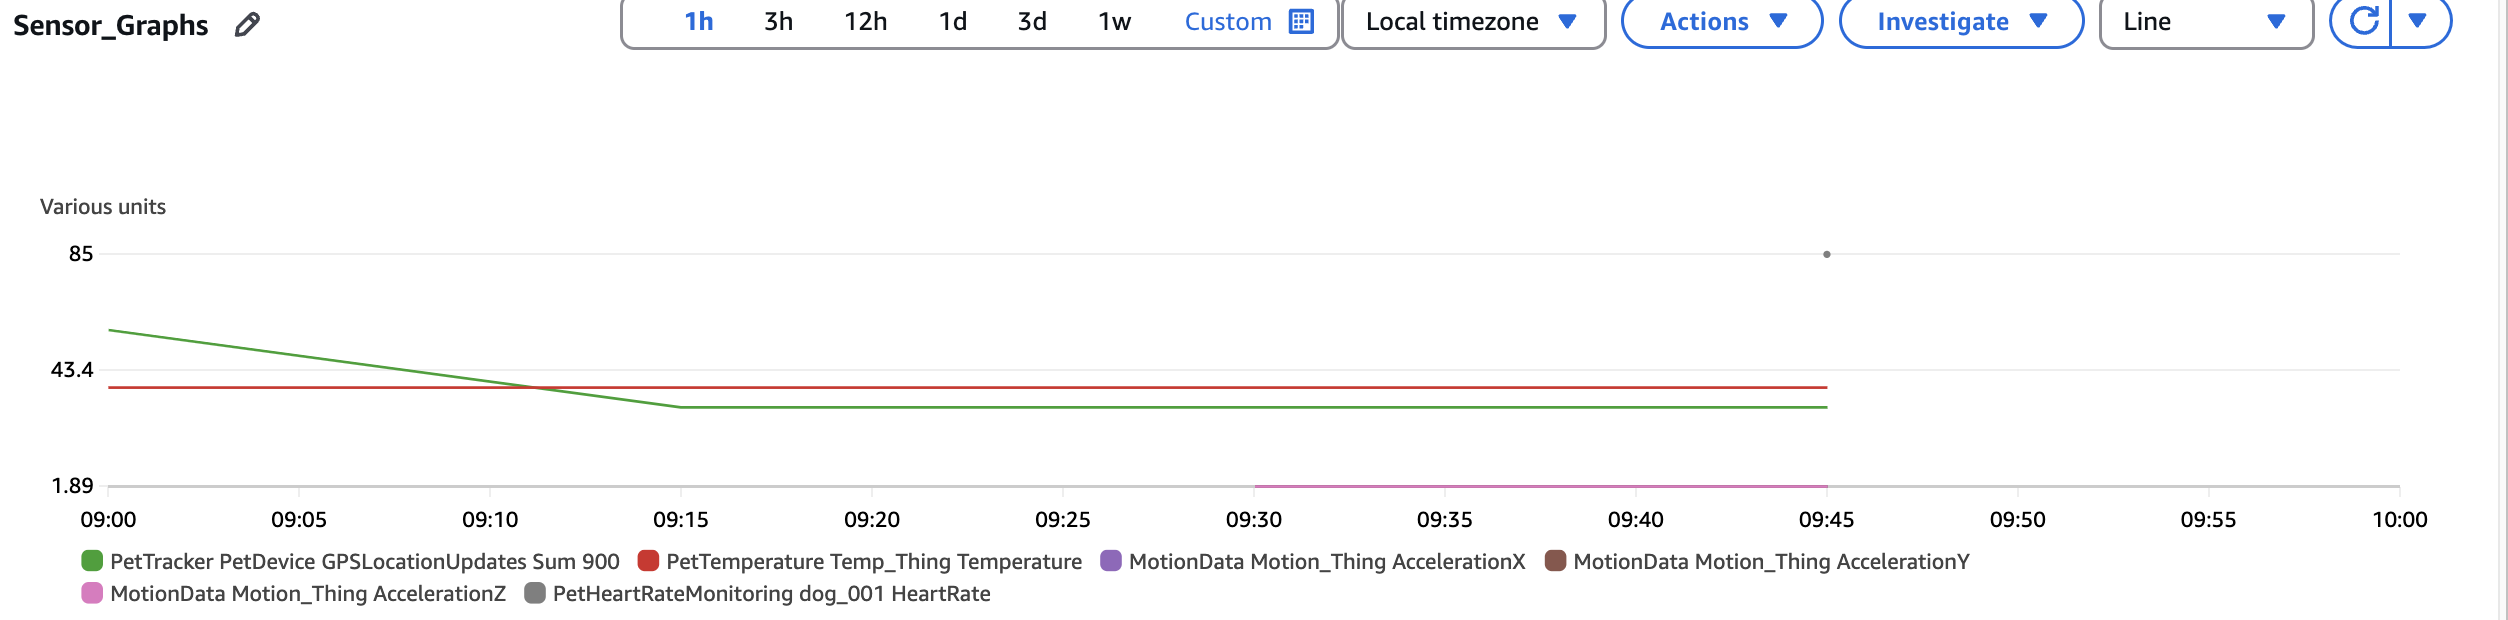 Sensor_Graphs 1h 3h 12h 1d 3d 1w Custom Local timezone Actions Investigate Line
Various units
85
43.4
1.89
09:00 09:05 09:10 09:15 09:20 09:25 09:30 09:35 09:40 09:45 09:50 09:55 10:00
PetTracker PetDevice GPSLocationUpdates Sum 900 PetTemperature Temp_Thing Temperature MotionData Motion_Thing AccelerationX MotionData Motion_Thing AccelerationY
MotionData Motion_Thing AccelerationZ PetHeartRateMonitoring dog_001 HeartRate